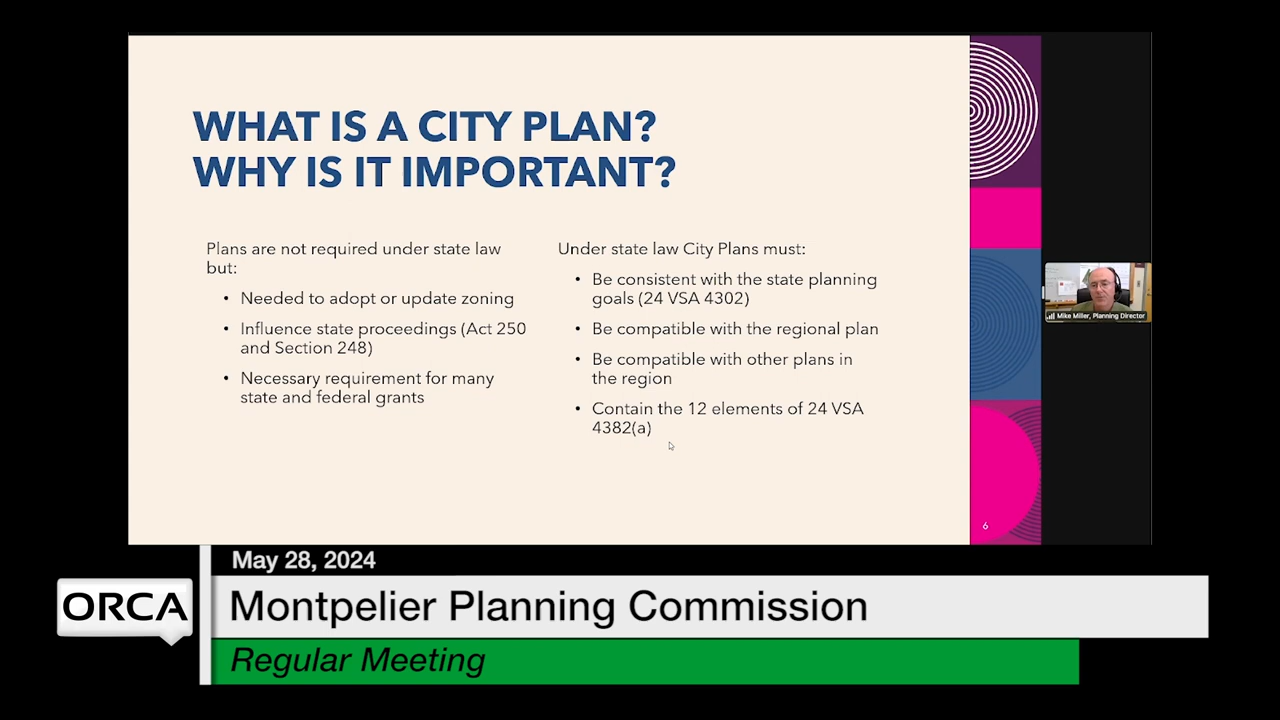 WHAT IS A CITY PLAN?
WHY IS IT IMPORTANT?
Plans are not required under state law
but:
• Needed to adopt or update zoning
• Influence state proceedings (Act 250
and Section 248)
• Necessary requirement for many
state and federal grants
Under state law City Plans must:
• Be consistent with the state planning
goals (24 VSA 4302)
• Be compatible with the regional plan
• Be compatible with other plans in
the region
• Contain the 12 elements of 24 VSA
4382(a)
6
Mike Miller, Planning Director
May 28, 2024
ORCA
Montpelier Planning Commission
Regular Meeting